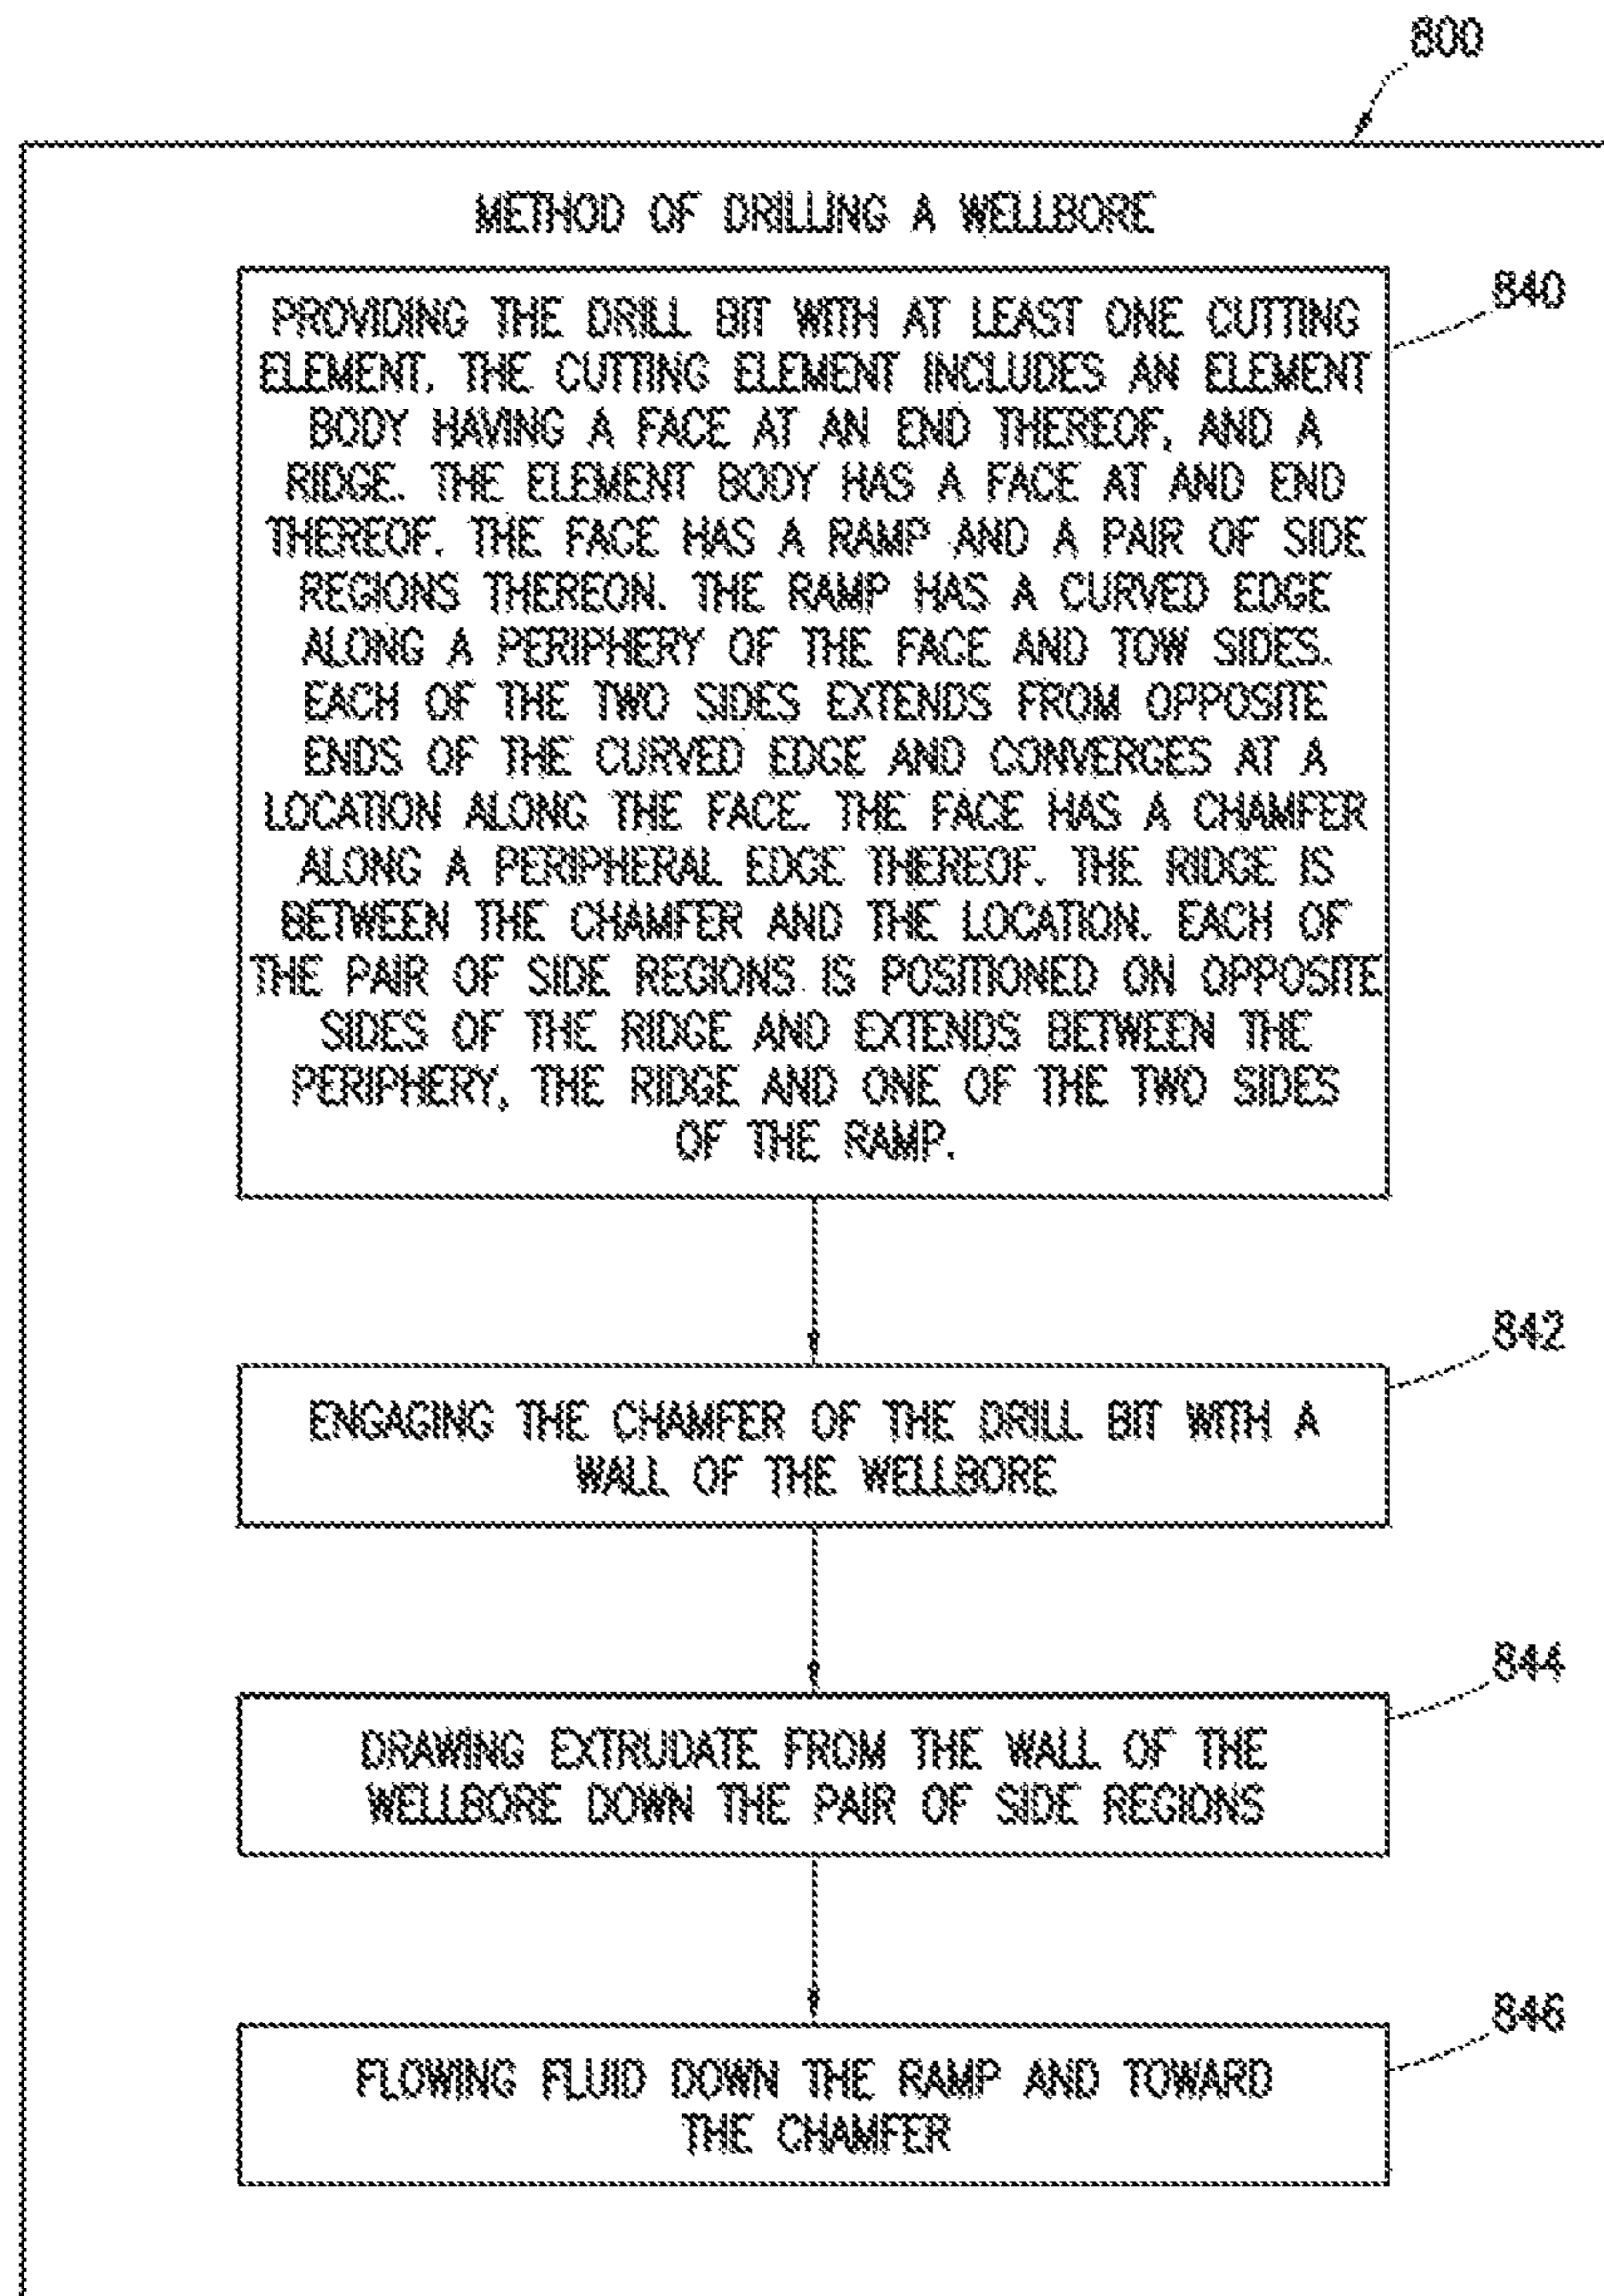 800
METHOD OF DRILLING A WELLBORE
840
PROVIDING THE DRILL BIT WITH AT LEAST ONE CUTTING
ELEMENT. THE CUTTING ELEMENT INCLUDES AN ELEMENT
BODY HAVING A FACE AT AN END THEREOF, AND A
RIDGE. THE ELEMENT BODY HAS A FACE AT AND END
THEREOF. THE FACE HAS A RAMP AND A PAIR OF SIDE
REGIONS THEREON. THE RAMP HAS A CURVED EDGE
ALONG A PERIPHERY OF THE FACE AND TOW SIDES.
EACH OF THE TWO SIDES EXTENDS FROM OPPOSITE
ENDS OF THE CURVED EDGE AND CONVERGES AT A
LOCATION ALONG THE FACE. THE FACE HAS A CHAMFER
ALONG A PERIPHERAL EDGE THEREOF. THE RIDGE IS
BETWEEN THE CHAMFER AND THE LOCATION. EACH OF
THE PAIR OF SIDE REGIONS IS POSITIONED ON OPPOSITE
SIDES OF THE RIDGE AND EXTENDS BETWEEN THE
PERIPHERY, THE RIDGE AND ONE OF THE TWO SIDES
OF THE RAMP.
842
ENGAGING THE CHAMFER OF THE DRILL BIT WITH A
WALL OF THE WELLBORE
844
DRAWING EXTRUDATE FROM THE WALL OF THE
WELLBORE DOWN THE PAIR OF SIDE REGIONS
846
FLOWING FLUID DOWN THE RAMP AND TOWARD
THE CHAMFER